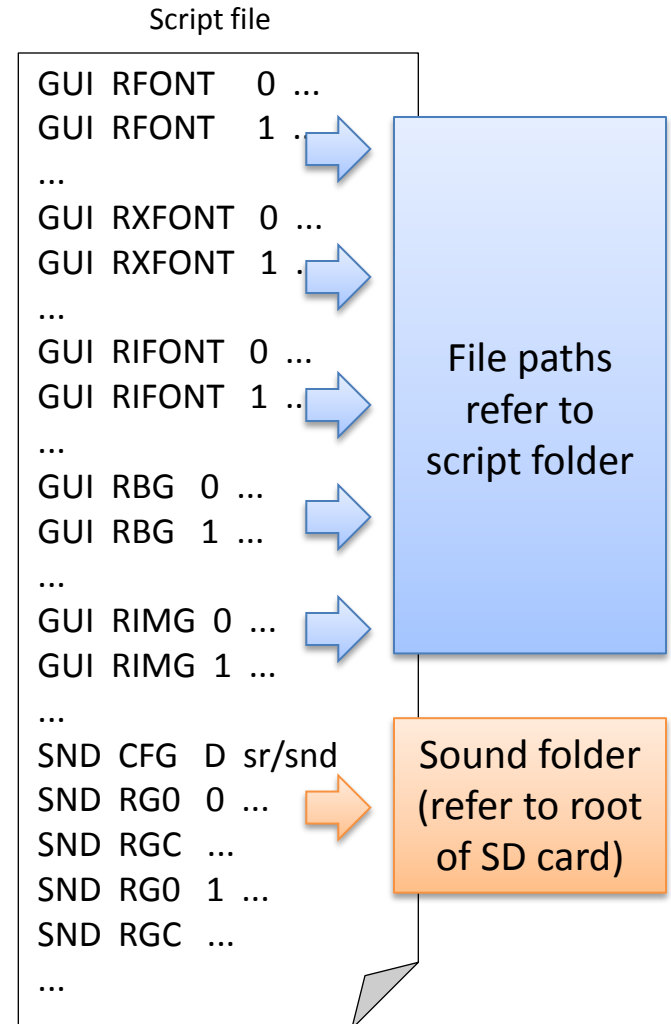 Script file
GUI RFONT 0 ...
GUI RFONT 1 ..
...
GUI RXFONT 0 ...
GUI RXFONT 1 .
...
GUI RIFONT 0 ...
GUI RIFONT 1 ..
...
GUI RBG 0 ...
GUI RBG 1 ...
...
GUI RIMG 0 ...
GUI RIMG 1 ...
...
SND CFG D sr/snd
SND RG0 0 ...
SND RGC ...
SND RG0 1 ...
SND RGC ...
...
File paths
refer to
script folder
Sound folder
(refer to root
of SD card)